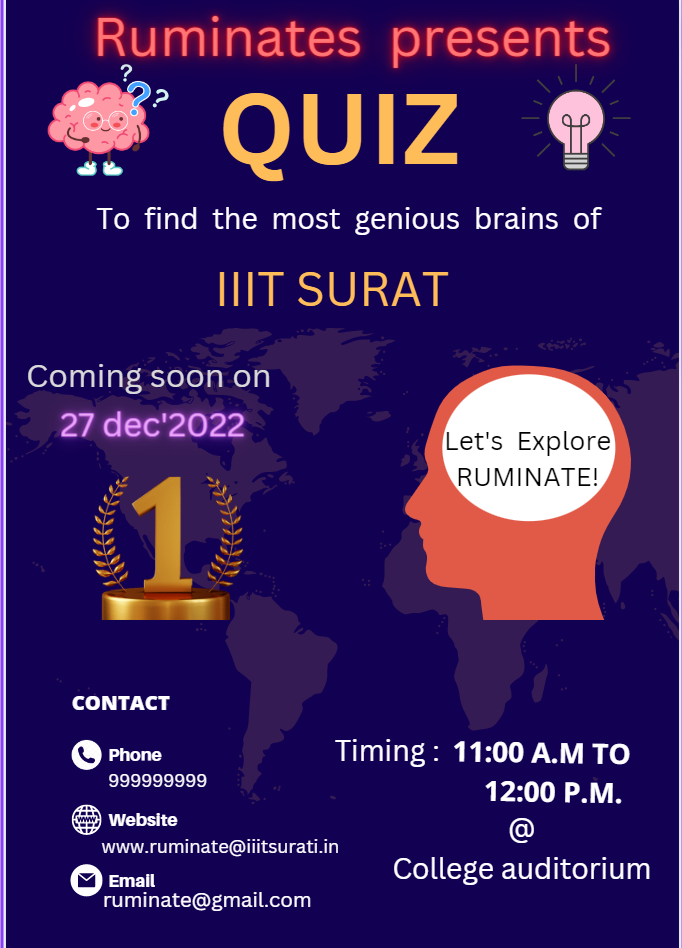 Ruminates presents
QUIZ
To find the most genious brains of
IIIT SURAT
Coming soon on
27 dec'2022
Let's Explore
RUMINATE!
1
CONTACT
Phone
999999999
Website
www.ruminate@iiitsurati.in
Email
ruminate@gmail.com
Timing : 11:00 A.M TO
12:00 P.M.
@
College auditorium